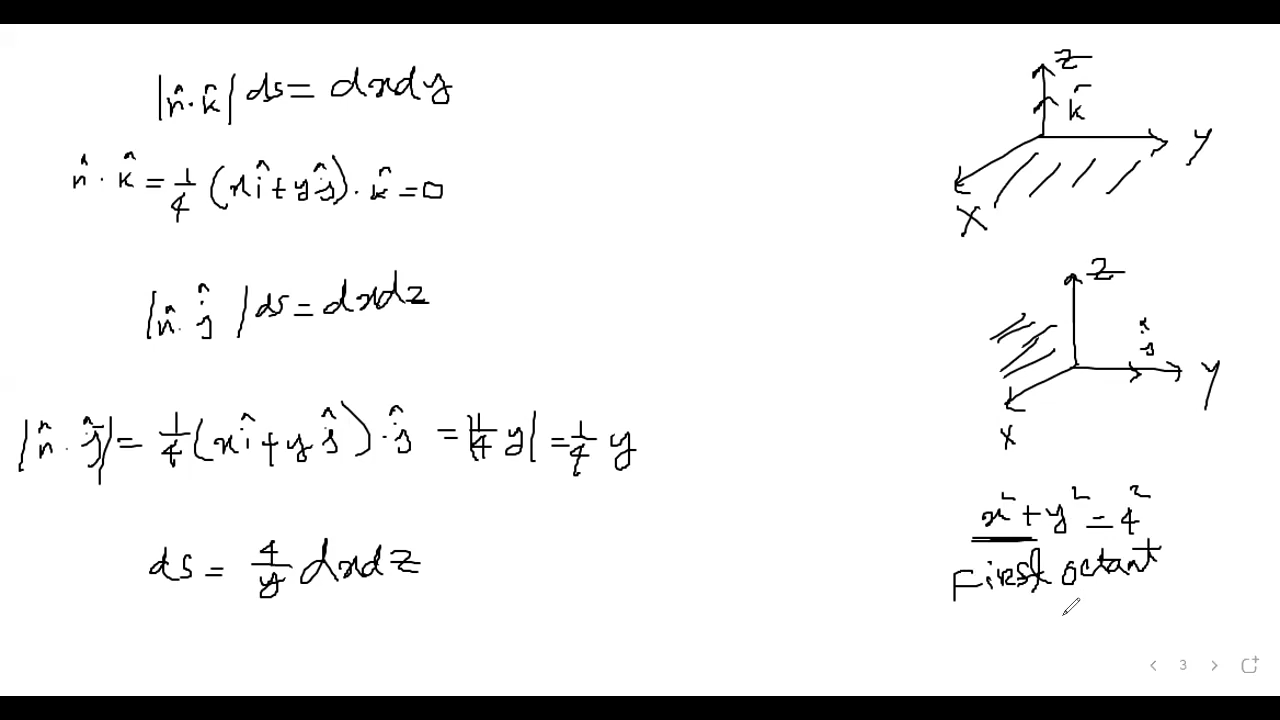 |n̂·k̂| ds = dxdy
n̂·k̂ = 1/4 (xî + yĵ)·k̂ = 0
|n̂·ĵ| ds = dxdz
|n̂·ĵ| = 1/4 (xî + yĵ)·ĵ = |1/4 y| = 1/4 y
ds = 4/y dxdz
Z
k̂
Y
X
Z
ĵ
Y
X
x² + y² = 4²
First octant
3